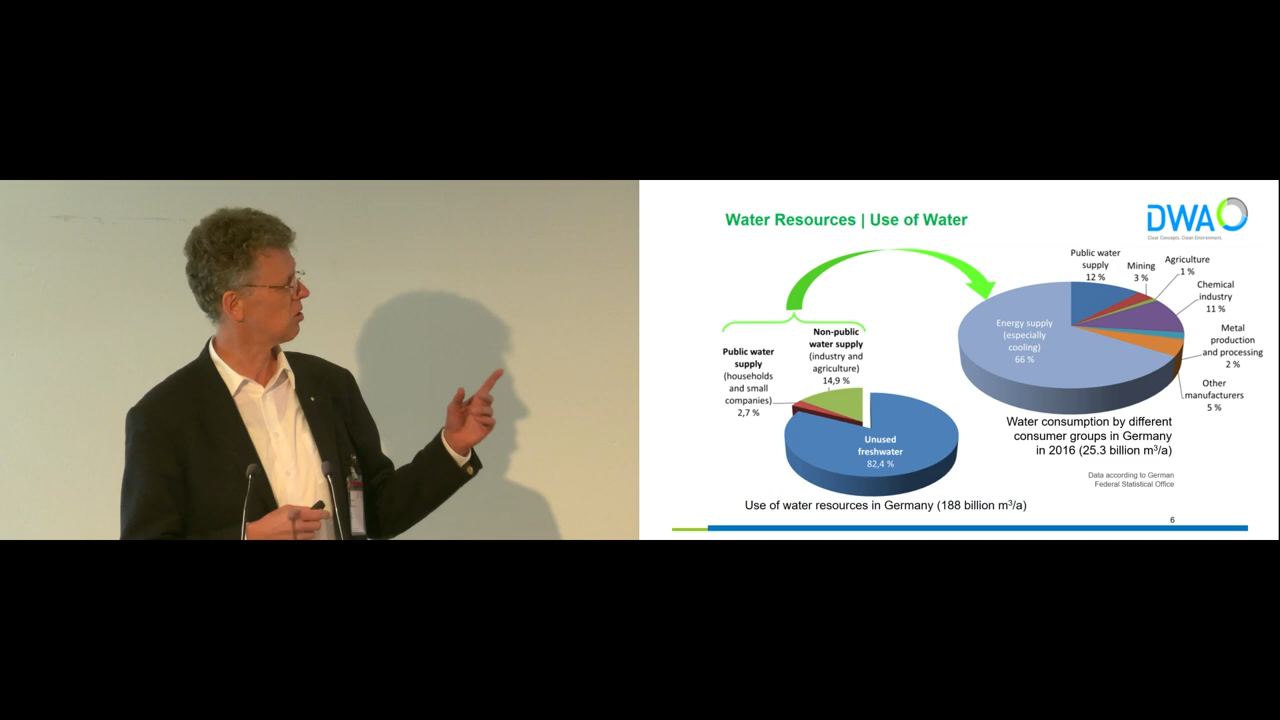 Water Resources | Use of Water
DWA
Clear Concepts. Clean Environment.
Public water
supply
12 %
Mining
3 %
Agriculture
1 %
Chemical
industry
11 %
Metal
production
and processing
2 %
Other
manufacturers
5 %
Energy supply
(especially
cooling)
66 %
Water consumption by different
consumer groups in Germany
in 2016 (25.3 billion m³/a)
Data according to German
Federal Statistical Office
Public water
supply
(households
and small
companies)
2,7 %
Non-public
water supply
(industry and
agriculture)
14,9 %
Unused
freshwater
82,4 %
Use of water resources in Germany (188 billion m³/a)
6